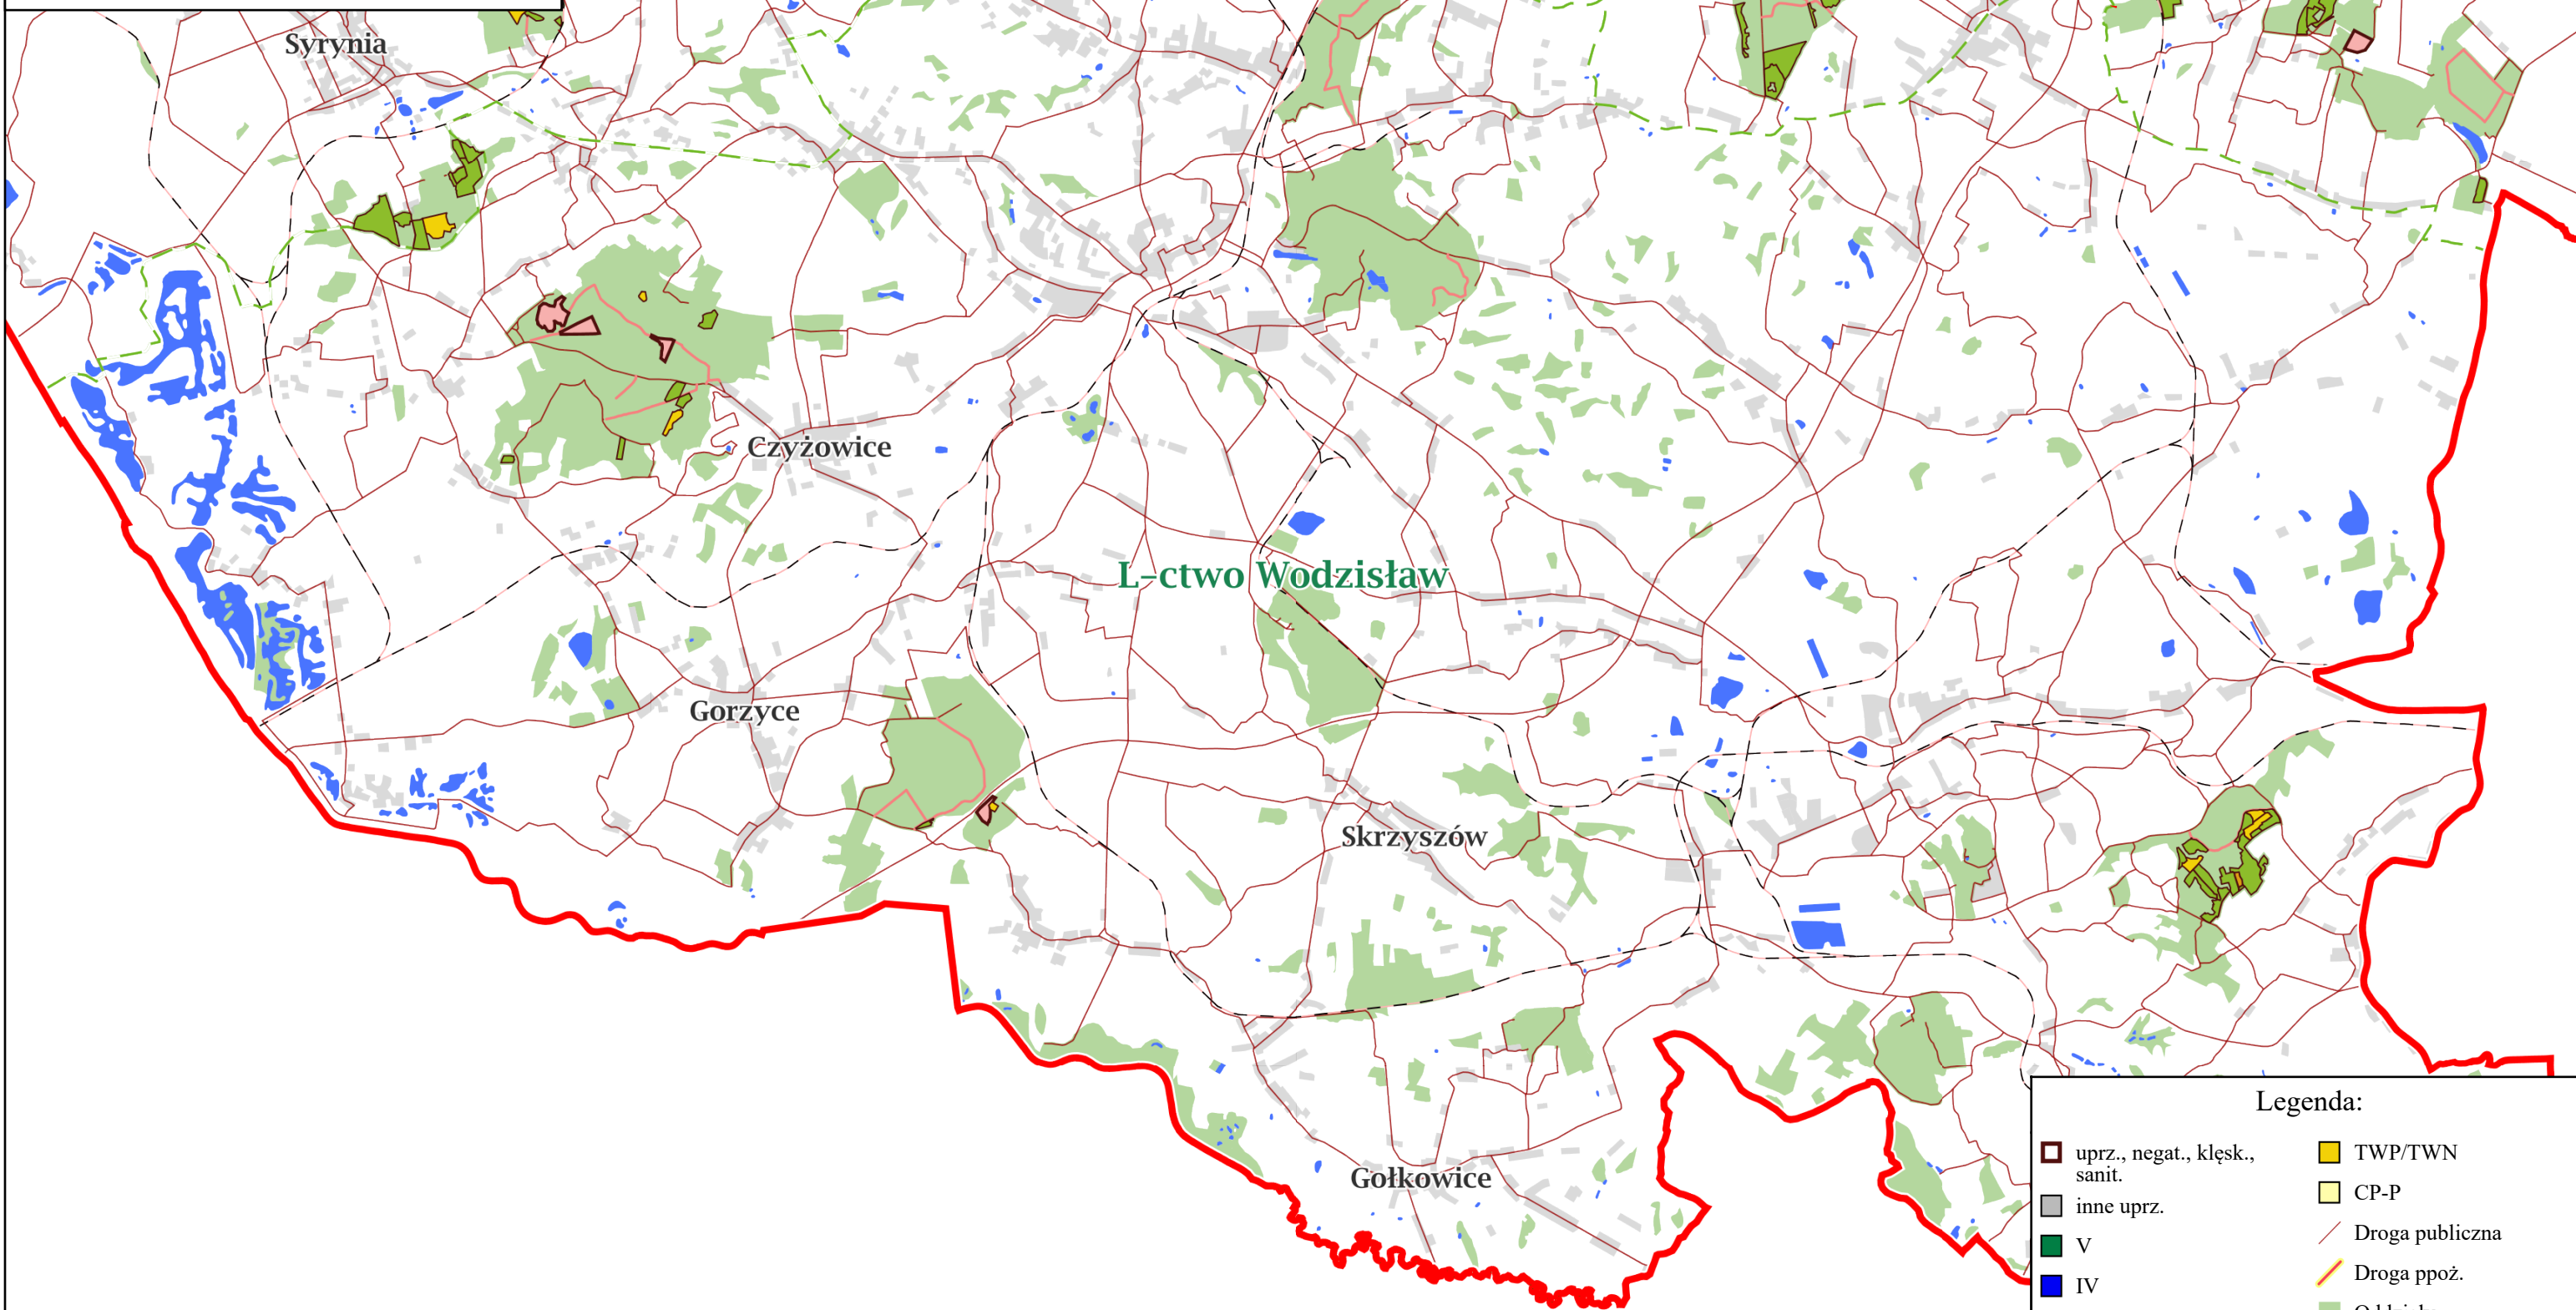 Syrynia
Czyżowice
L-ctwo Wodzisław
Gorzyce
Skrzyszów
Gołkowice
Legenda:
uprz., negat., klęsk.,
sanit.
inne uprz.
V
IV
TWP/TWN
CP-P
Droga publiczna
Droga ppoż.